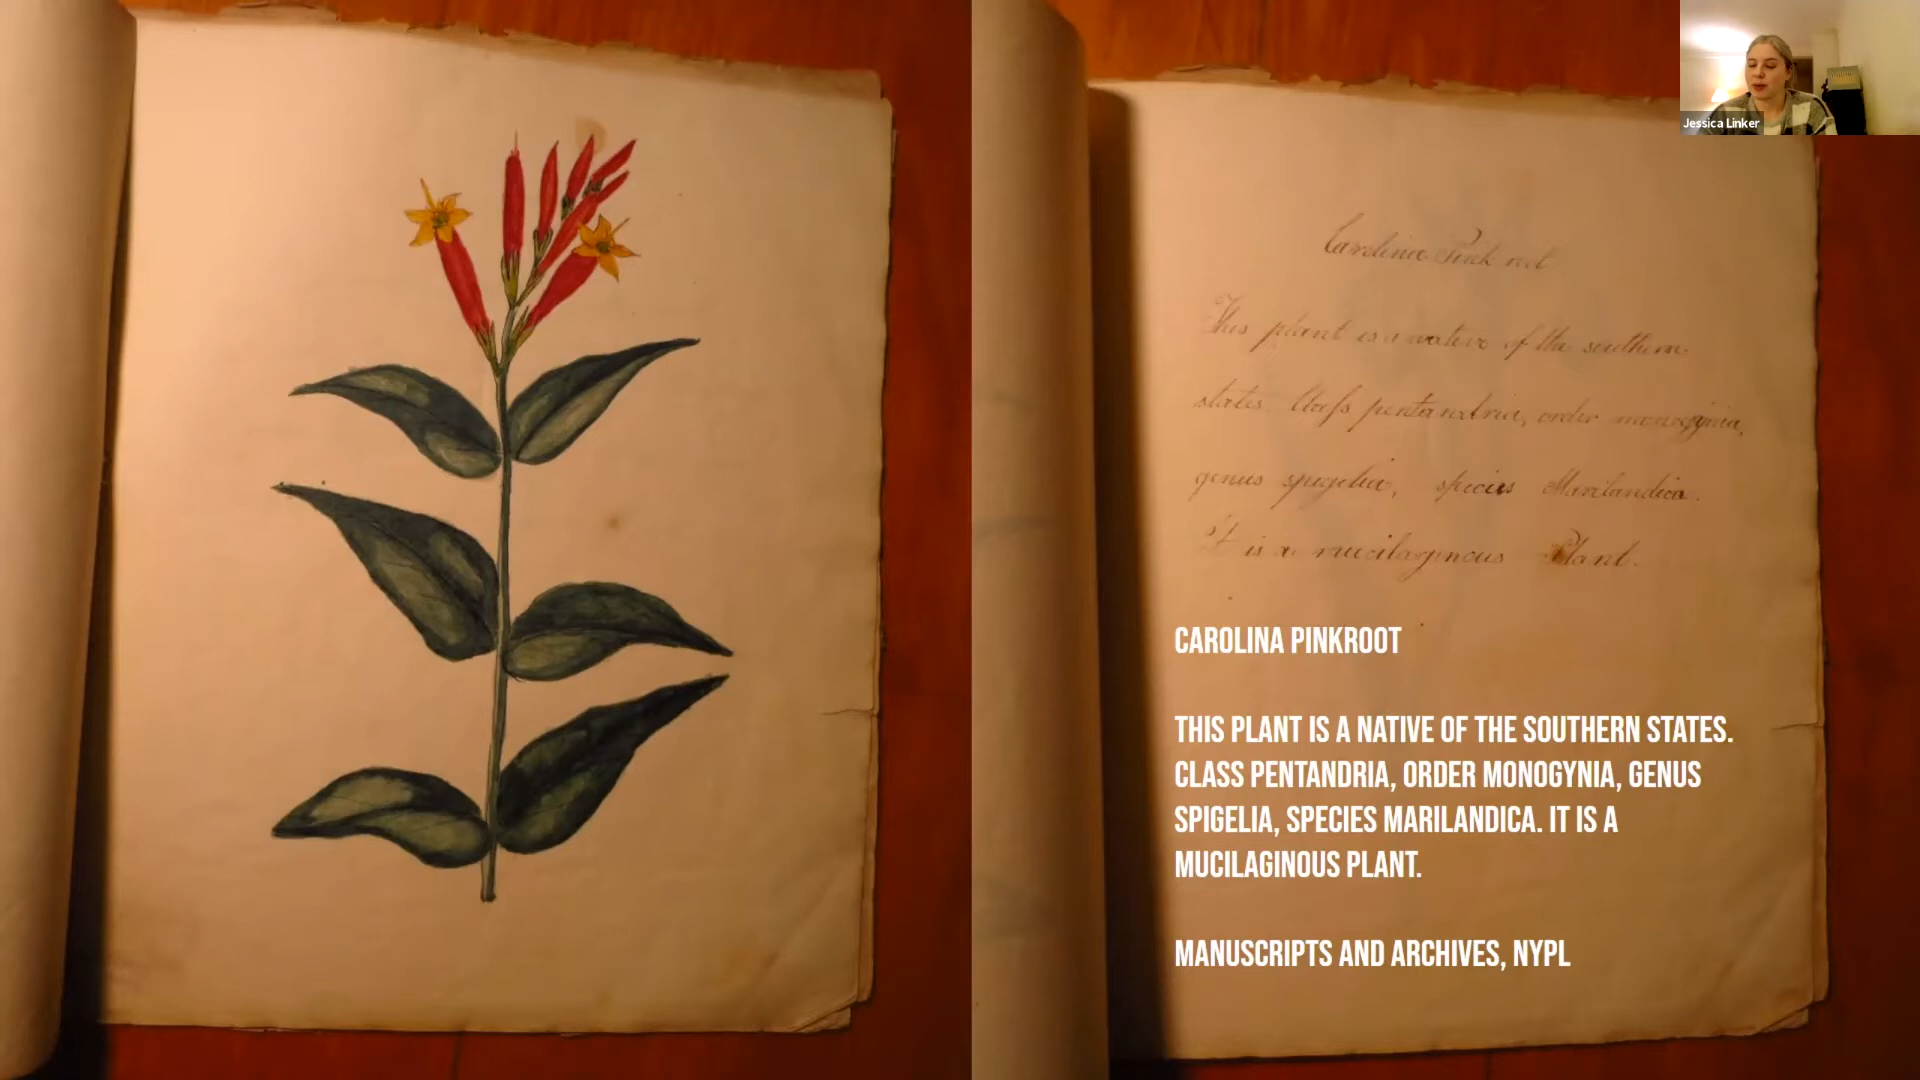 Jessica Linker
Carolina Pink root
This plant is a native of the southern
states. Class pentandria, order monogynia,
genus spigelia, species Marilandica.
It is a mucilaginous Plant.
CAROLINA PINKROOT
THIS PLANT IS A NATIVE OF THE SOUTHERN STATES.
CLASS PENTANDRIA, ORDER MONOGYNIA, GENUS
SPIGELIA, SPECIES MARILANDICA. IT IS A
MUCILAGINOUS PLANT.
MANUSCRIPTS AND ARCHIVES, NYPL